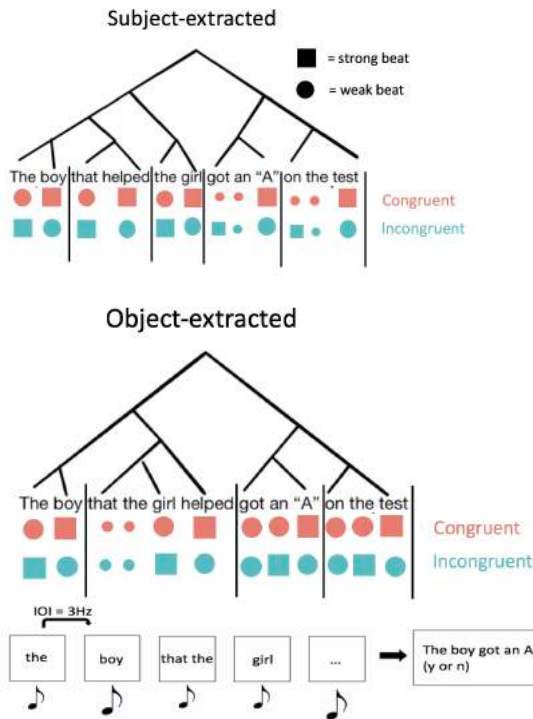 Subject-extracted
= strong beat
= weak beat
The boy that helped the girl got an “A” on the test
Congruent
Incongruent
Object-extracted
The boy that the girl helped got an “A” on the test
Congruent
Incongruent
IOI = 3Hz
the
boy
that the
girl
...
The boy got an A
(y or n)